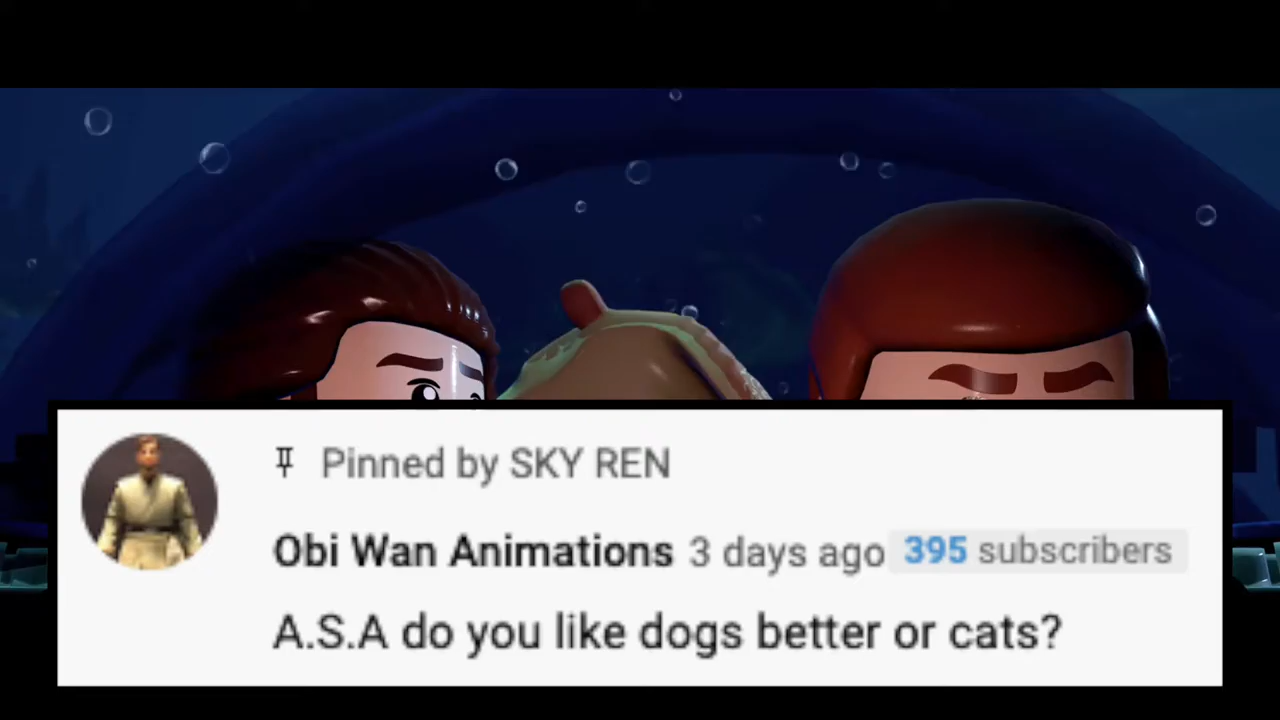 Pinned by SKY REN
Obi Wan Animations 3 days ago 395 subscribers
A.S.A do you like dogs better or cats?